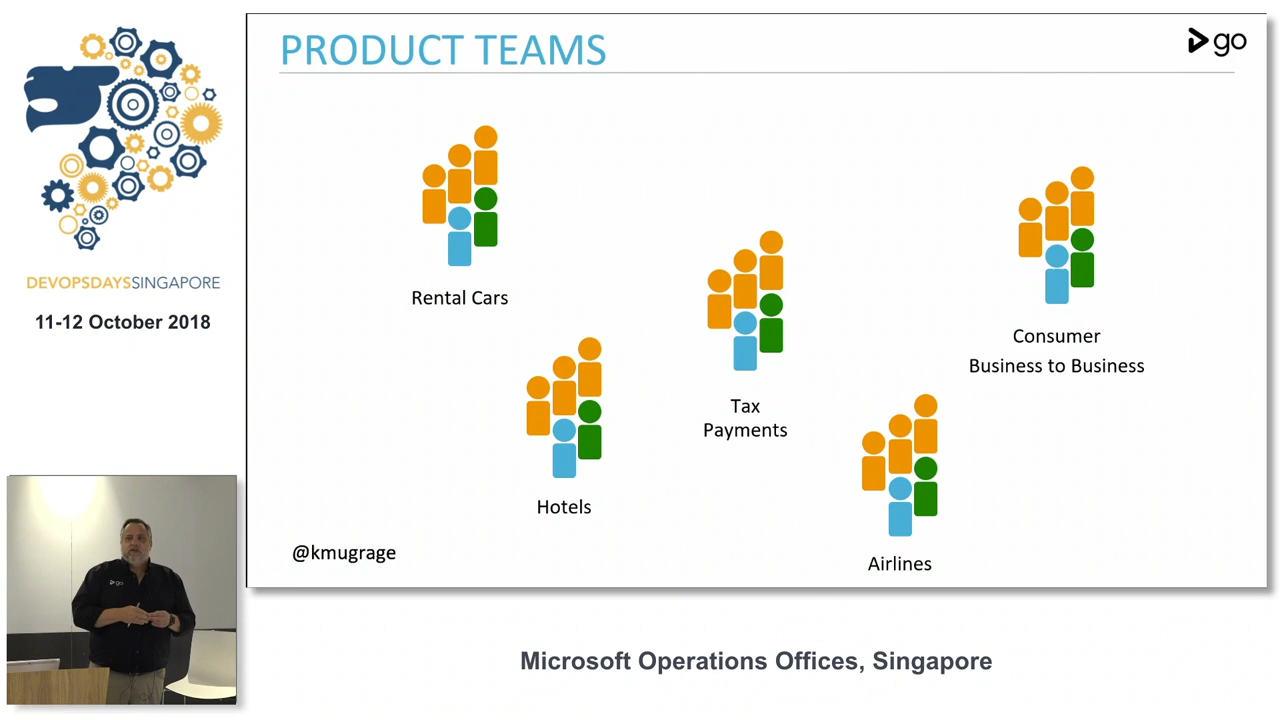 DEVOPSDAYSSINGAPORE
11-12 October 2018
PRODUCT TEAMS
go
Rental Cars
Hotels
Tax
Payments
Consumer
Business to Business
Airlines
@kmugrage
go
Microsoft Operations Offices, Singapore